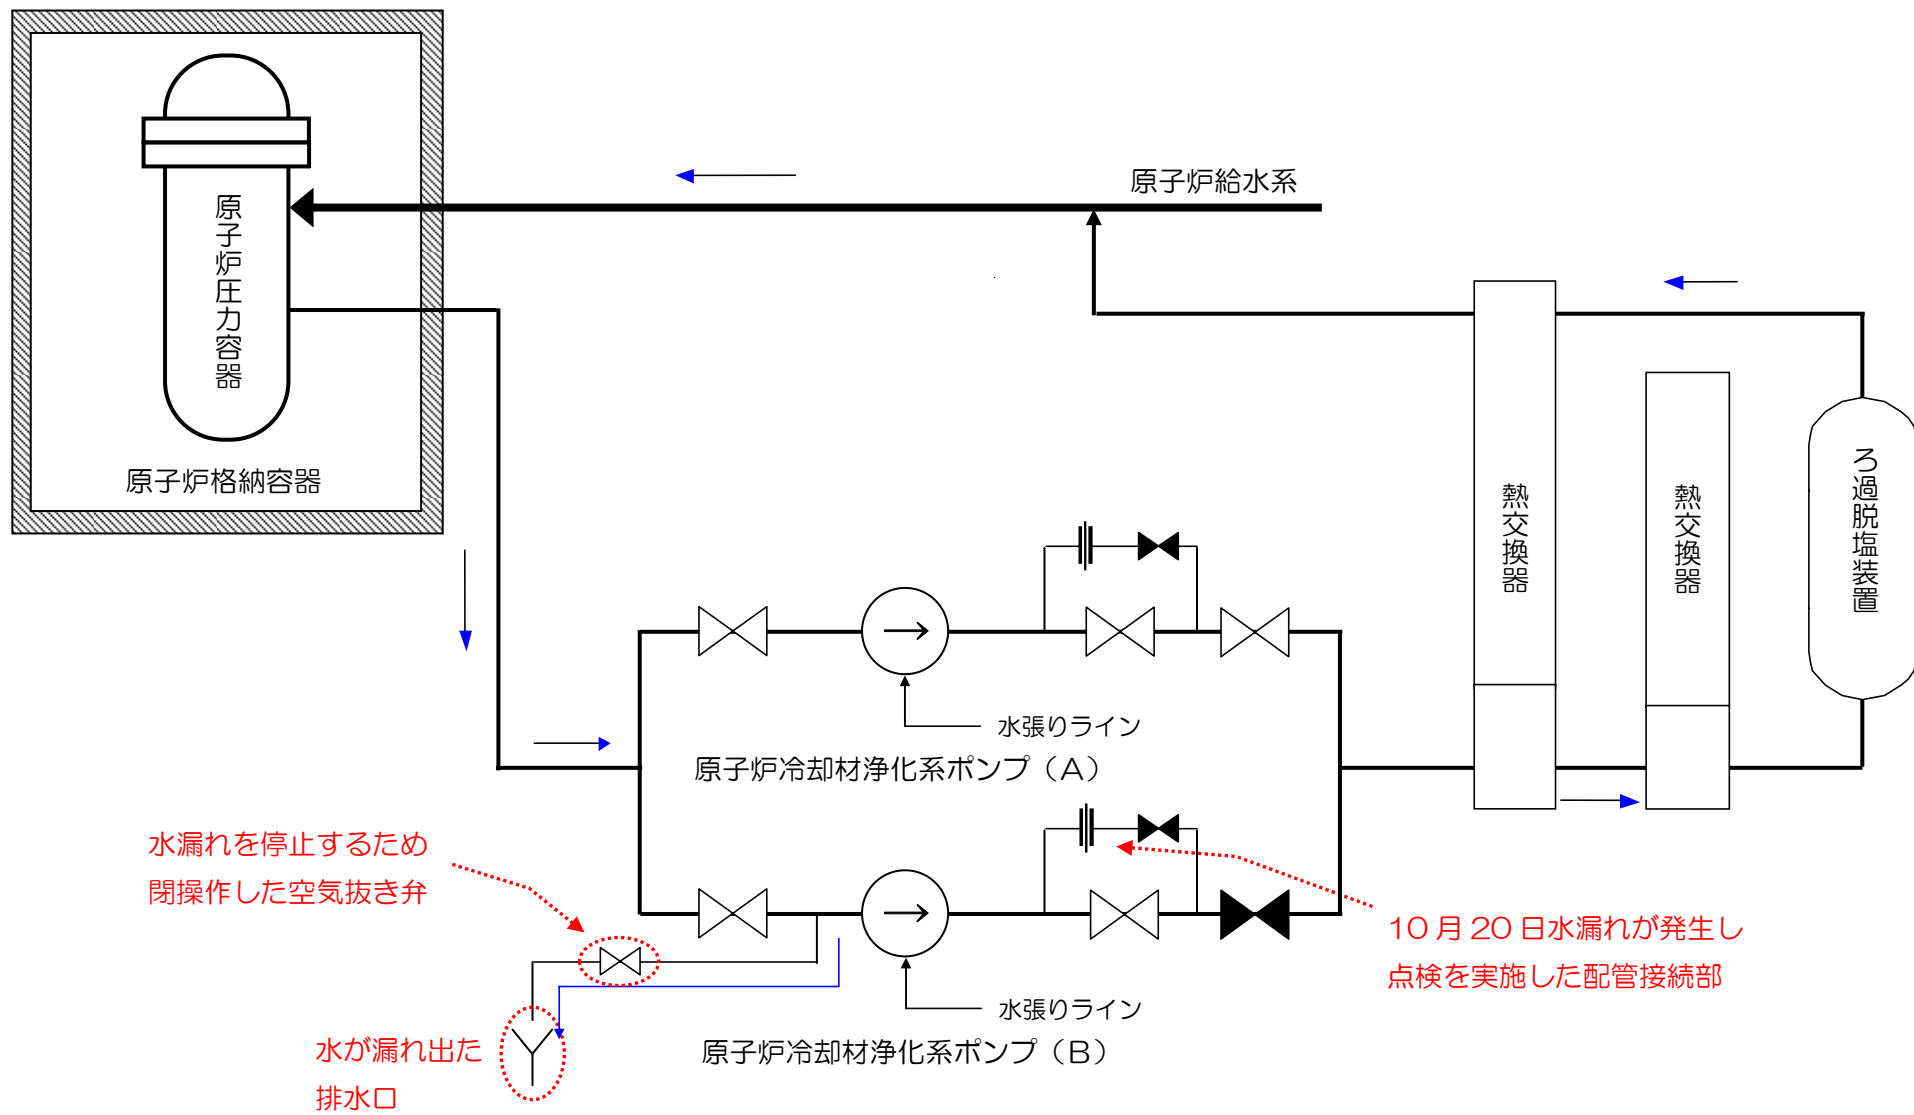 原子炉給水系
原子炉圧力容器
原子炉格納容器
熱交換器
熱交換器
ろ過脱塩装置
水張りライン
原子炉冷却材浄化系ポンプ（A）
水漏れを停止するため
閉操作した空気抜き弁
10月20日水漏れが発生し
点検を実施した配管接続部
水張りライン
原子炉冷却材浄化系ポンプ（B）
水が漏れ出た
排水口